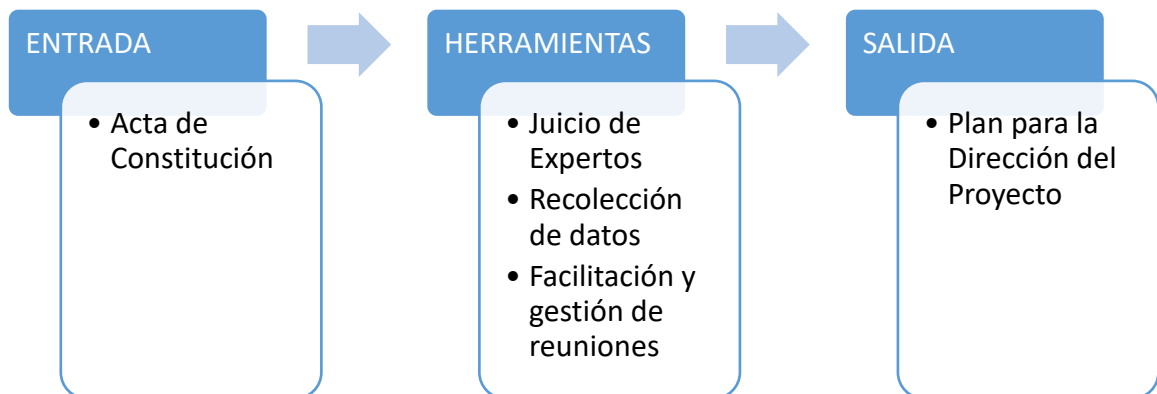 ENTRADA
• Acta de
Constitución
HERRAMIENTAS
• Juicio de
Expertos
• Recolección
de datos
• Facilitación y
gestión de
reuniones
SALIDA
• Plan para la
Dirección del
Proyecto